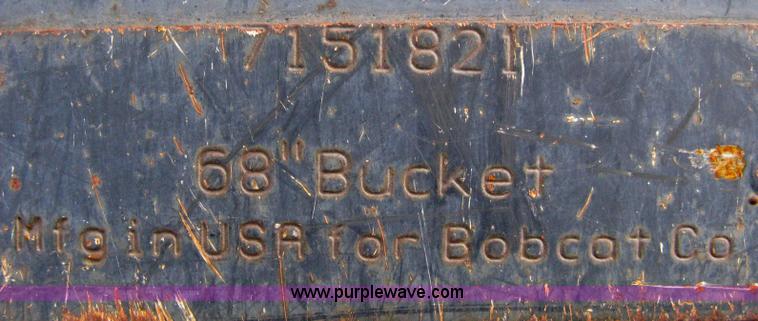 7151821
68" Bucket
Mfg in USA for Bobcat Co
www.purplewave.com